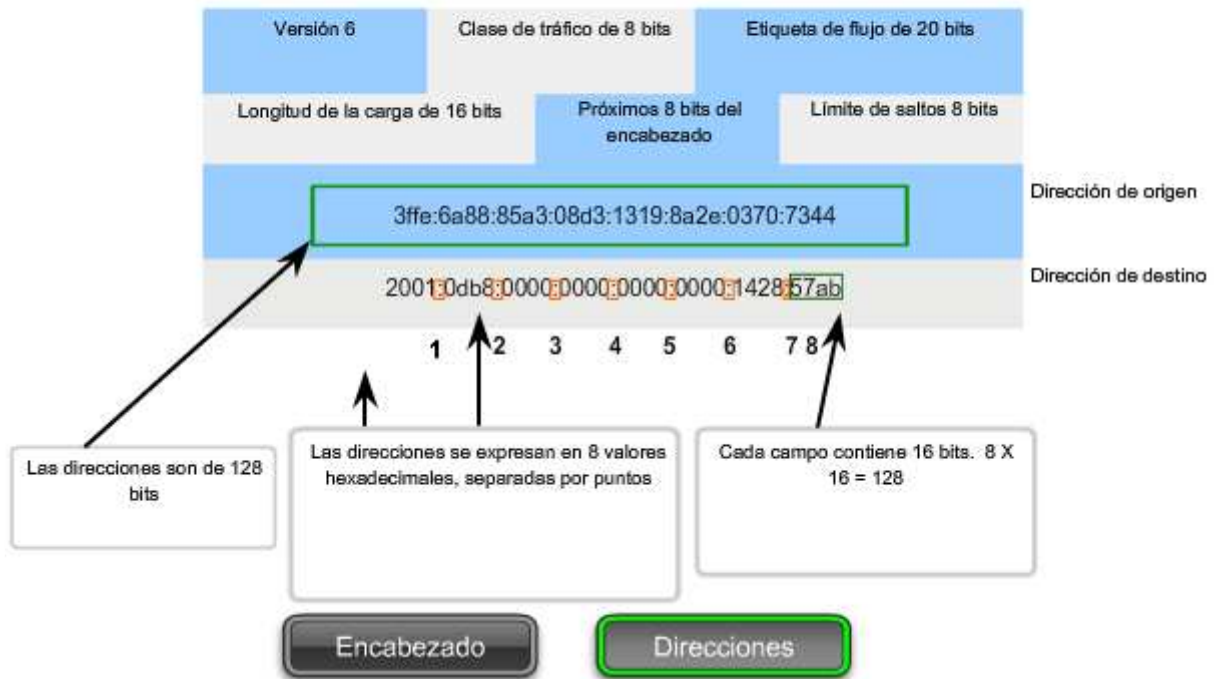 Versión 6
Clase de tráfico de 8 bits
Etiqueta de flujo de 20 bits
Longitud de la carga de 16 bits
Próximos 8 bits del
encabezado
Límite de saltos 8 bits
3ffe:6a88:85a3:08d3:1319:8a2e:0370:7344
Dirección de origen
2001:0db8:0000:0000:0000:0000:1428:57ab
Dirección de destino
1 2 3 4 5 6 7 8
Las direcciones son de 128
bits
Las direcciones se expresan en 8 valores
hexadecimales, separadas por puntos
Cada campo contiene 16 bits. 8 X
16 = 128
Encabezado
Direcciones